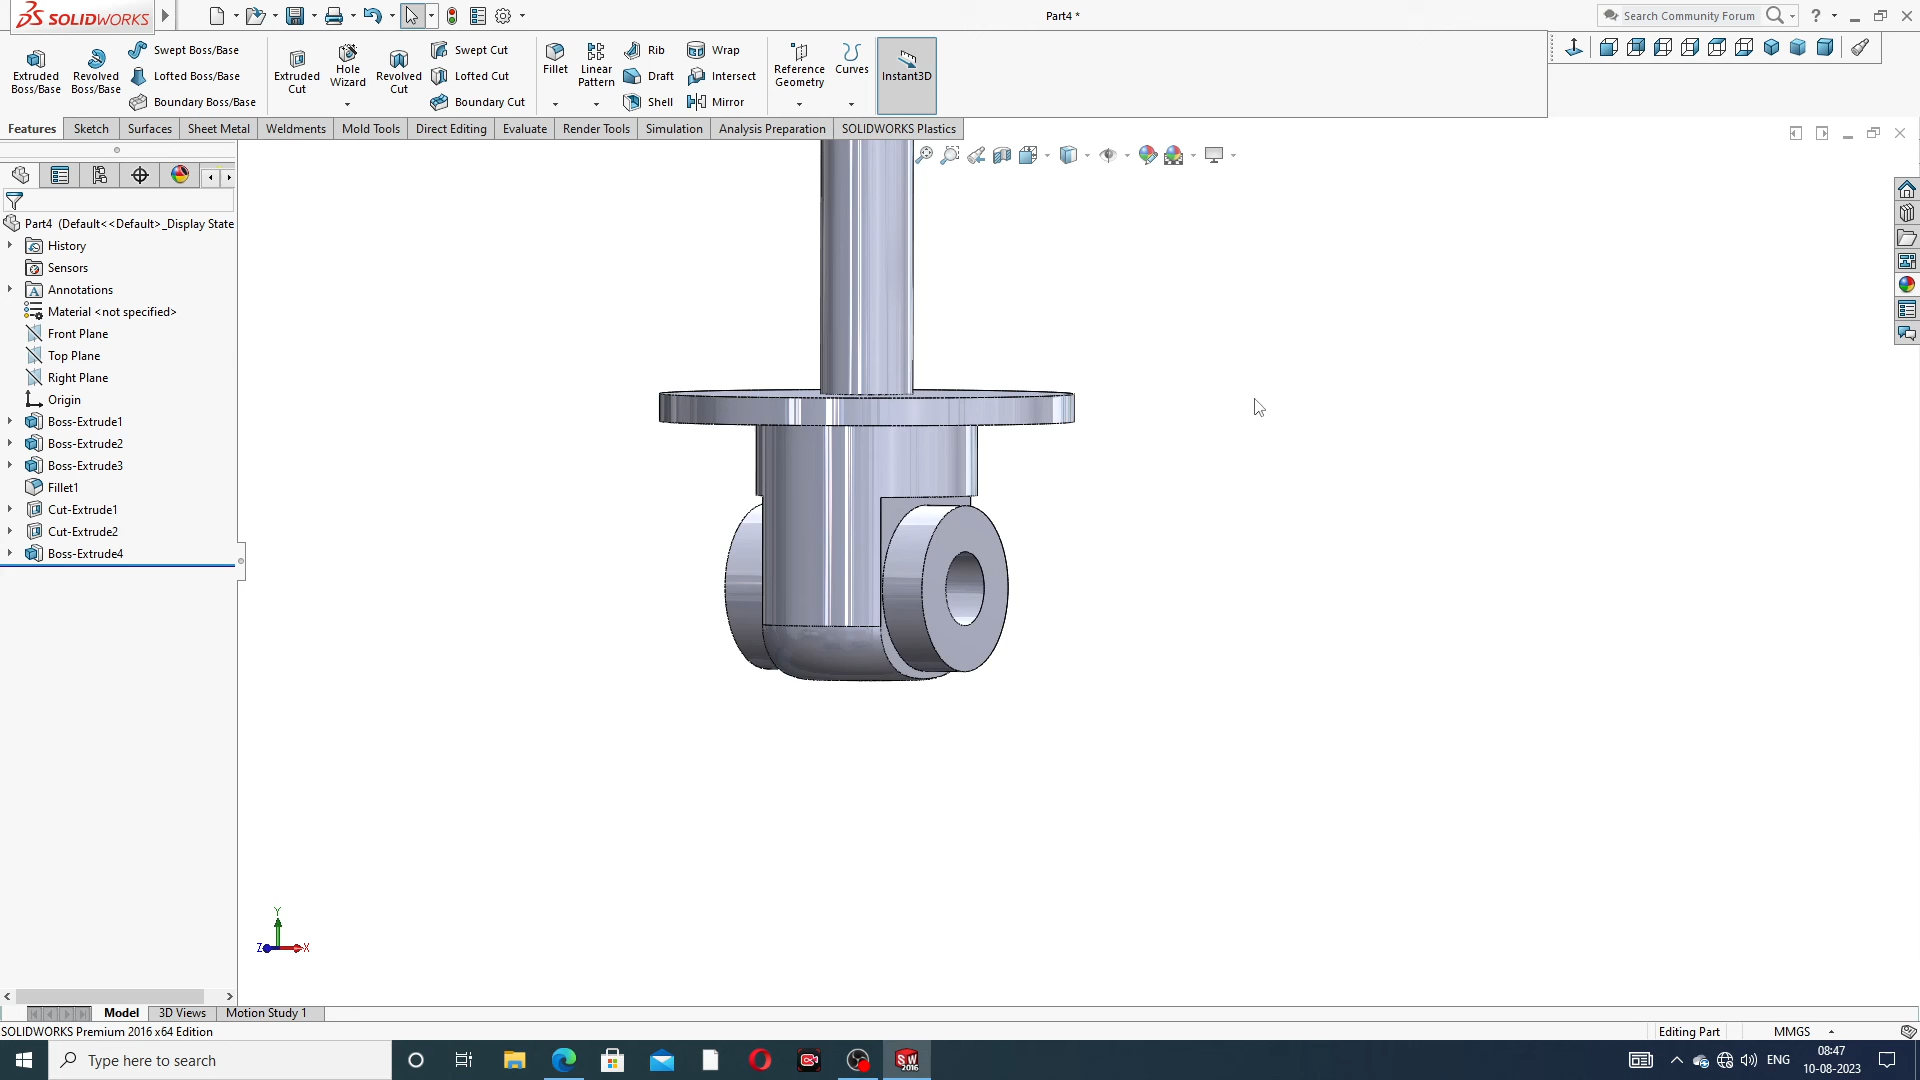 SOLIDWORKS
Part4 *
Search Community Forum
Extruded Boss/Base
Revolved Boss/Base
Swept Boss/Base
Lofted Boss/Base
Boundary Boss/Base
Extruded Cut
Hole Wizard
Revolved Cut
Swept Cut
Lofted Cut
Boundary Cut
Fillet
Linear Pattern
Rib
Draft
Shell
Wrap
Intersect
Mirror
Reference Geometry
Curves
Instant3D
Features
Sketch
Surfaces
Sheet Metal
Weldments
Mold Tools
Direct Editing
Evaluate
Render Tools
Simulation
Analysis Preparation
SOLIDWORKS Plastics
Part4 (Default<<Default>_Display State
History
Sensors
Annotations
Material <not specified>
Front Plane
Top Plane
Right Plane
Origin
Boss-Extrude1
Boss-Extrude2
Boss-Extrude3
Fillet1
Cut-Extrude1
Cut-Extrude2
Boss-Extrude4
Y
Z
X
Model
3D Views
Motion Study 1
SOLIDWORKS Premium 2016 x64 Edition
Editing Part
MMGS
Type here to search
SW
2016
ENG
08:47
10-08-2023